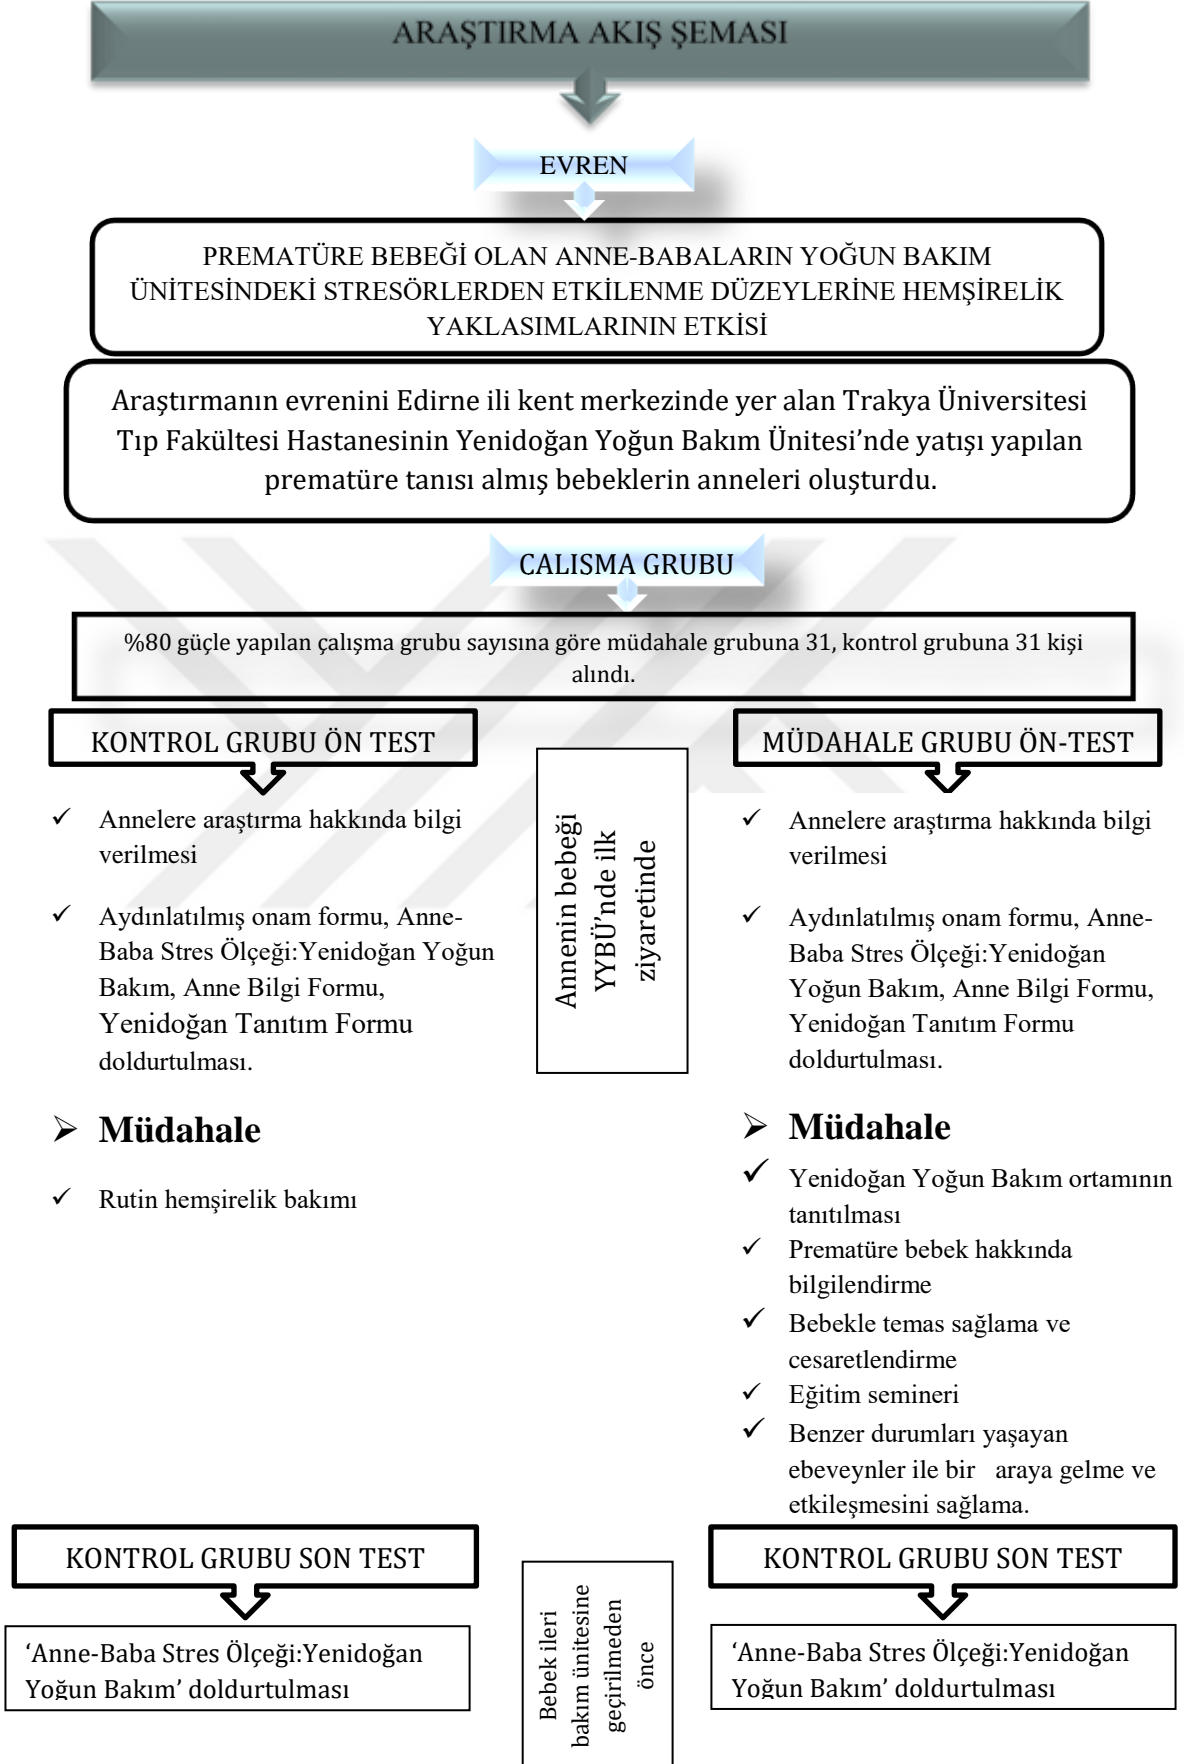 ARAŞTIRMA AKIŞ ŞEMASI
EVREN
PREMATÜRE BEBEĞİ OLAN ANNE-BABALARIN YOĞUN BAKIM
ÜNİTESİNDEKİ STRESÖRLERDEN ETKİLENME DÜZEYLERİNE HEMŞİRELİK
YAKLASIMLARININ ETKİSİ
Araştırmanın evrenini Edirne ili kent merkezinde yer alan Trakya Üniversitesi
Tıp Fakültesi Hastanesinin Yenidoğan Yoğun Bakım Ünitesi’nde yatışı yapılan
prematüre tanısı almış bebeklerin anneleri oluşturdu.
CALISMA GRUBU
%80 güçle yapılan çalışma grubu sayısına göre müdahale grubuna 31, kontrol grubuna 31 kişi
alındı.
KONTROL GRUBU ÖN TEST
✓ Annelere araştırma hakkında bilgi
verilmesi
✓ Aydınlatılmış onam formu, Anne-
Baba Stres Ölçeği:Yenidoğan Yoğun
Bakım, Anne Bilgi Formu,
Yenidoğan Tanıtım Formu
doldurtulması.
➢ Müdahale
✓ Rutin hemşirelik bakımı
Annenin bebeği
YYBÜ’nde ilk
ziyaretinde
MÜDAHALE GRUBU ÖN-TEST
✓ Annelere araştırma hakkında bilgi
verilmesi
✓ Aydınlatılmış onam formu, Anne-
Baba Stres Ölçeği:Yenidoğan
Yoğun Bakım, Anne Bilgi Formu,
Yenidoğan Tanıtım Formu
doldurtulması.
➢ Müdahale
✓ Yenidoğan Yoğun Bakım ortamının
tanıtılması
✓ Prematüre bebek hakkında
bilgilendirme
✓ Bebekle temas sağlama ve
cesaretlendirme
✓ Eğitim semineri
✓ Benzer durumları yaşayan
ebeveynler ile bir araya gelme ve
etkileşmesini sağlama.
KONTROL GRUBU SON TEST
‘Anne-Baba Stres Ölçeği:Yenidoğan
Yoğun Bakım’ doldurtulması
Bebek ileri
bakım ünitesine
geçirilmeden
önce
KONTROL GRUBU SON TEST
‘Anne-Baba Stres Ölçeği:Yenidoğan
Yoğun Bakım’ doldurtulması